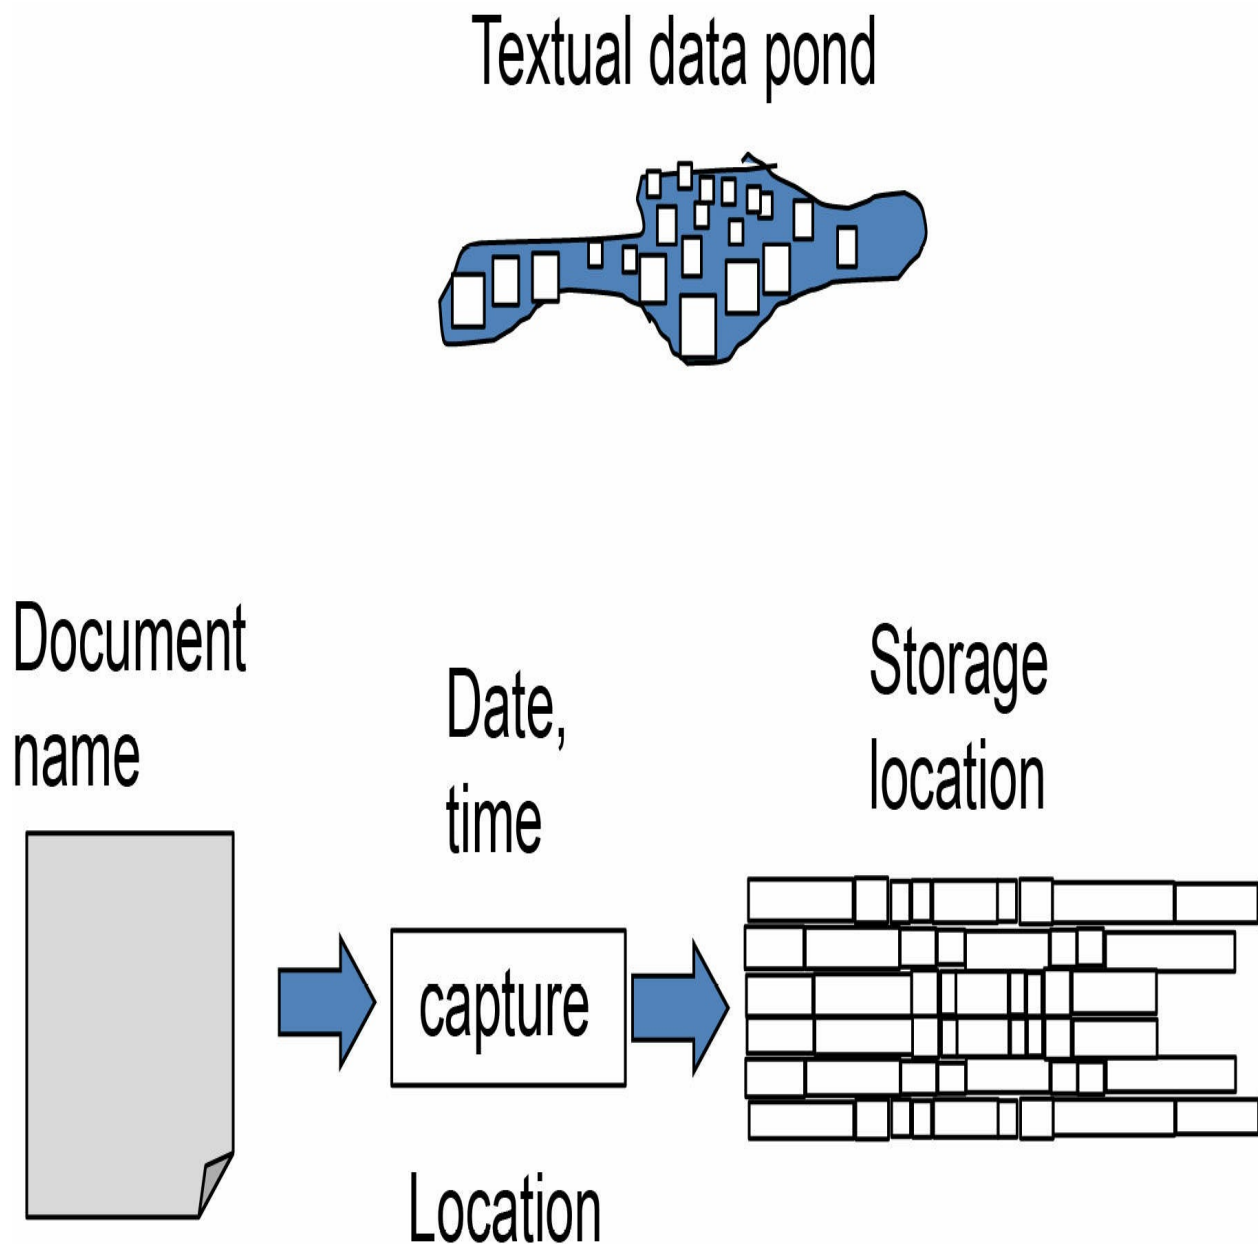 Textual data pond
Document
name
Date,
time
Storage
location
capture
Location